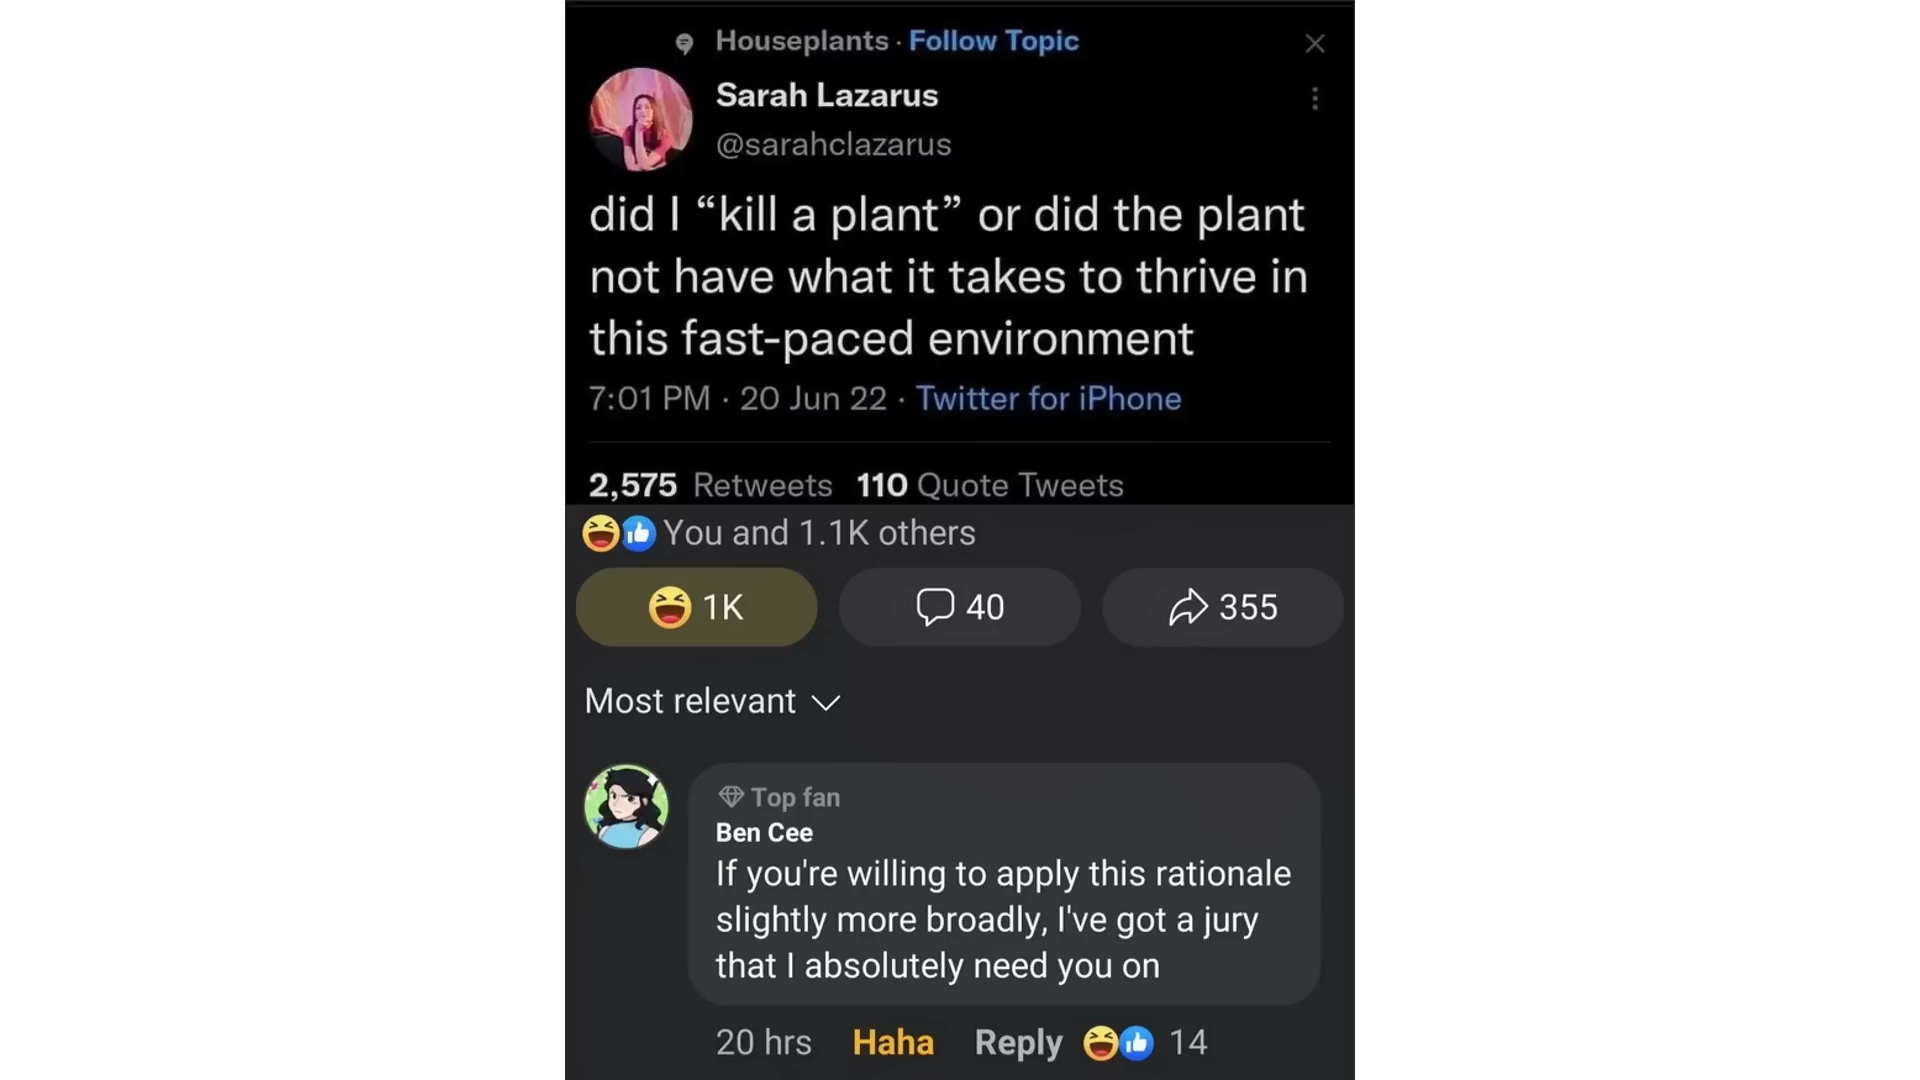 Houseplants · Follow Topic
Sarah Lazarus
@sarahclazarus
did I “kill a plant” or did the plant
not have what it takes to thrive in
this fast-paced environment
7:01 PM · 20 Jun 22 · Twitter for iPhone
2,575 Retweets 110 Quote Tweets
You and 1.1K others
1K 40 355
Most relevant
Top fan
Ben Cee
If you're willing to apply this rationale
slightly more broadly, I've got a jury
that I absolutely need you on
20 hrs Haha Reply 14